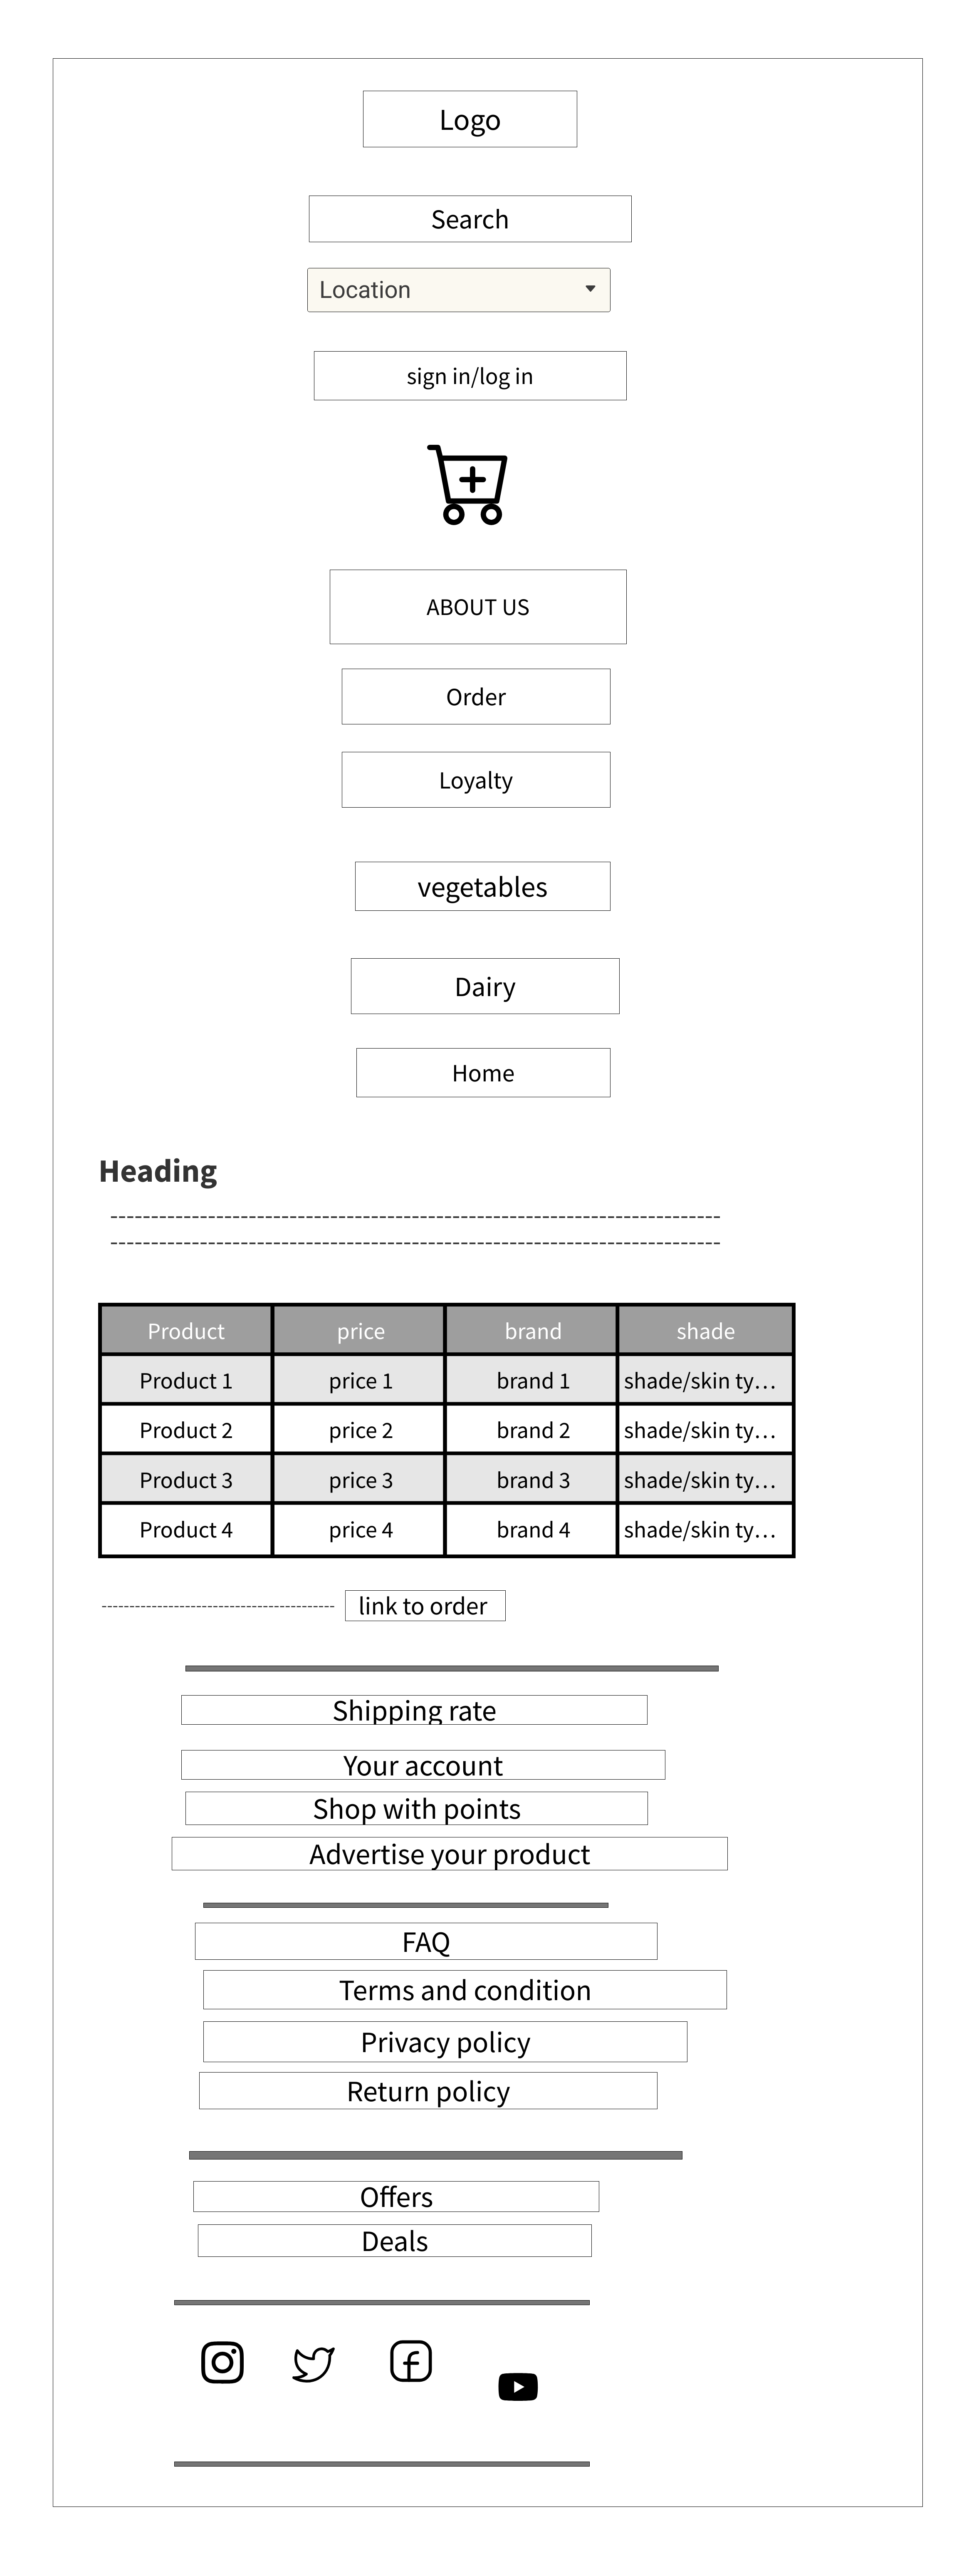 Logo
Search
Location
sign in/log in
ABOUT US
Order
Loyalty
vegetables
Dairy
Home
Heading
Product price brand shade
Product 1 price 1 brand 1 shade/skin ty...
Product 2 price 2 brand 2 shade/skin ty...
Product 3 price 3 brand 3 shade/skin ty...
Product 4 price 4 brand 4 shade/skin ty...
link to order
Shipping rate
Your account
Shop with points
Advertise your product
FAQ
Terms and condition
Privacy policy
Return policy
Offers
Deals